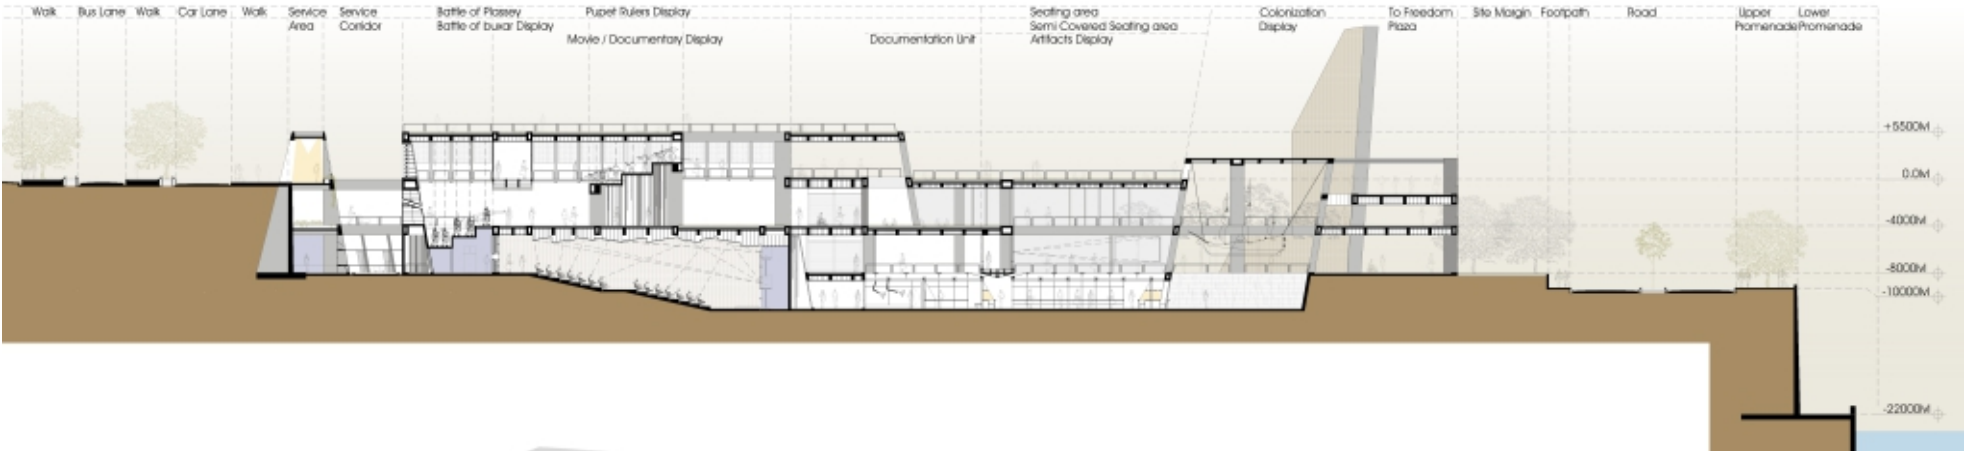 Walk
Bus Lane
Walk
Car Lane
Walk
Service
Area
Service
Corridor
Battle of Plassey
Battle of buxar Display
Pupet Rulers Display
Movie / Documentary Display
Documentation Unit
Seating area
Semi Covered Seating area
Artifacts Display
Colonization
Display
To Freedom
Plaza
Site Margin
Footpath
Road
Upper
Promenade
Lower
Promenade
+5500M
0.0M
-4000M
-8000M
-10000M
-22000M